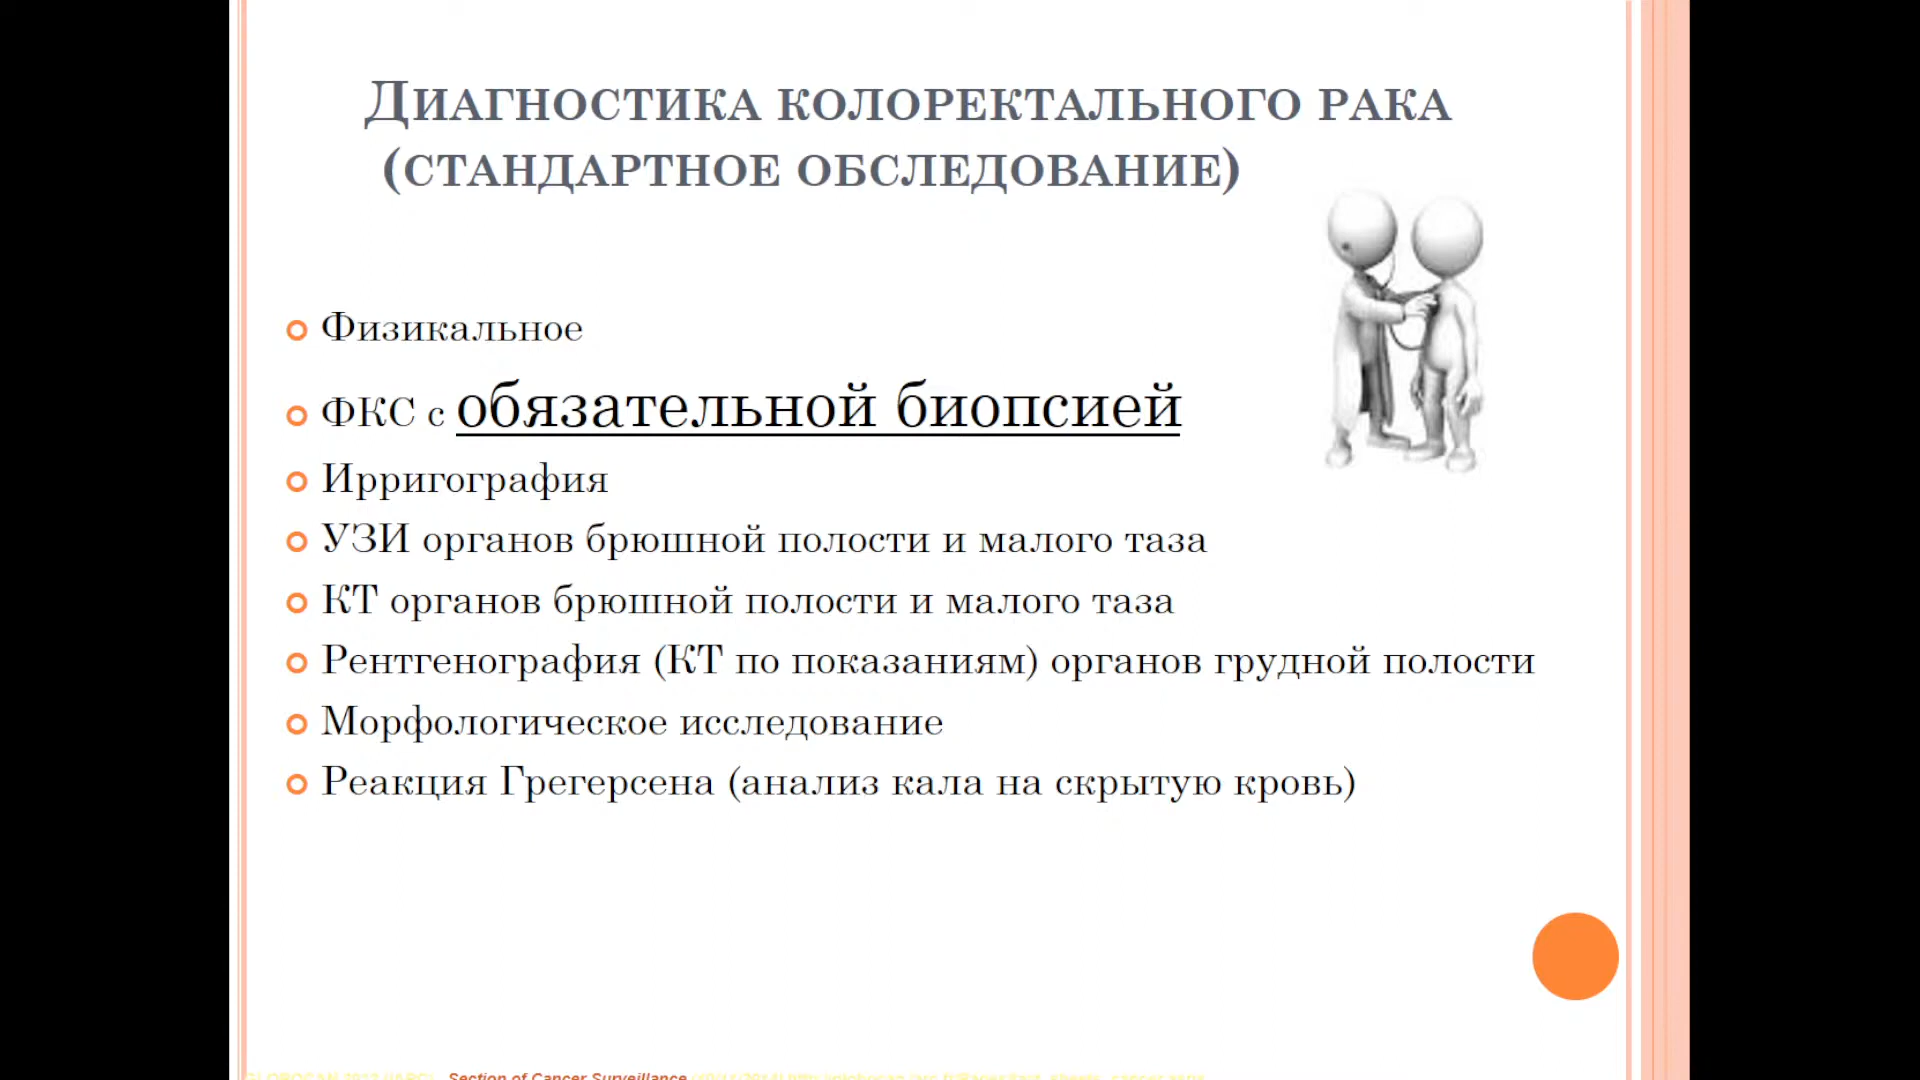 Диагностика колоректального рака
(стандартное обследование)
Физикальное
ФКС с обязательной биопсией
Ирригография
УЗИ органов брюшной полости и малого таза
КТ органов брюшной полости и малого таза
Рентгенография (КТ по показаниям) органов грудной полости
Морфологическое исследование
Реакция Грегерсена (анализ кала на скрытую кровь)
Section of Cancer Surveillance